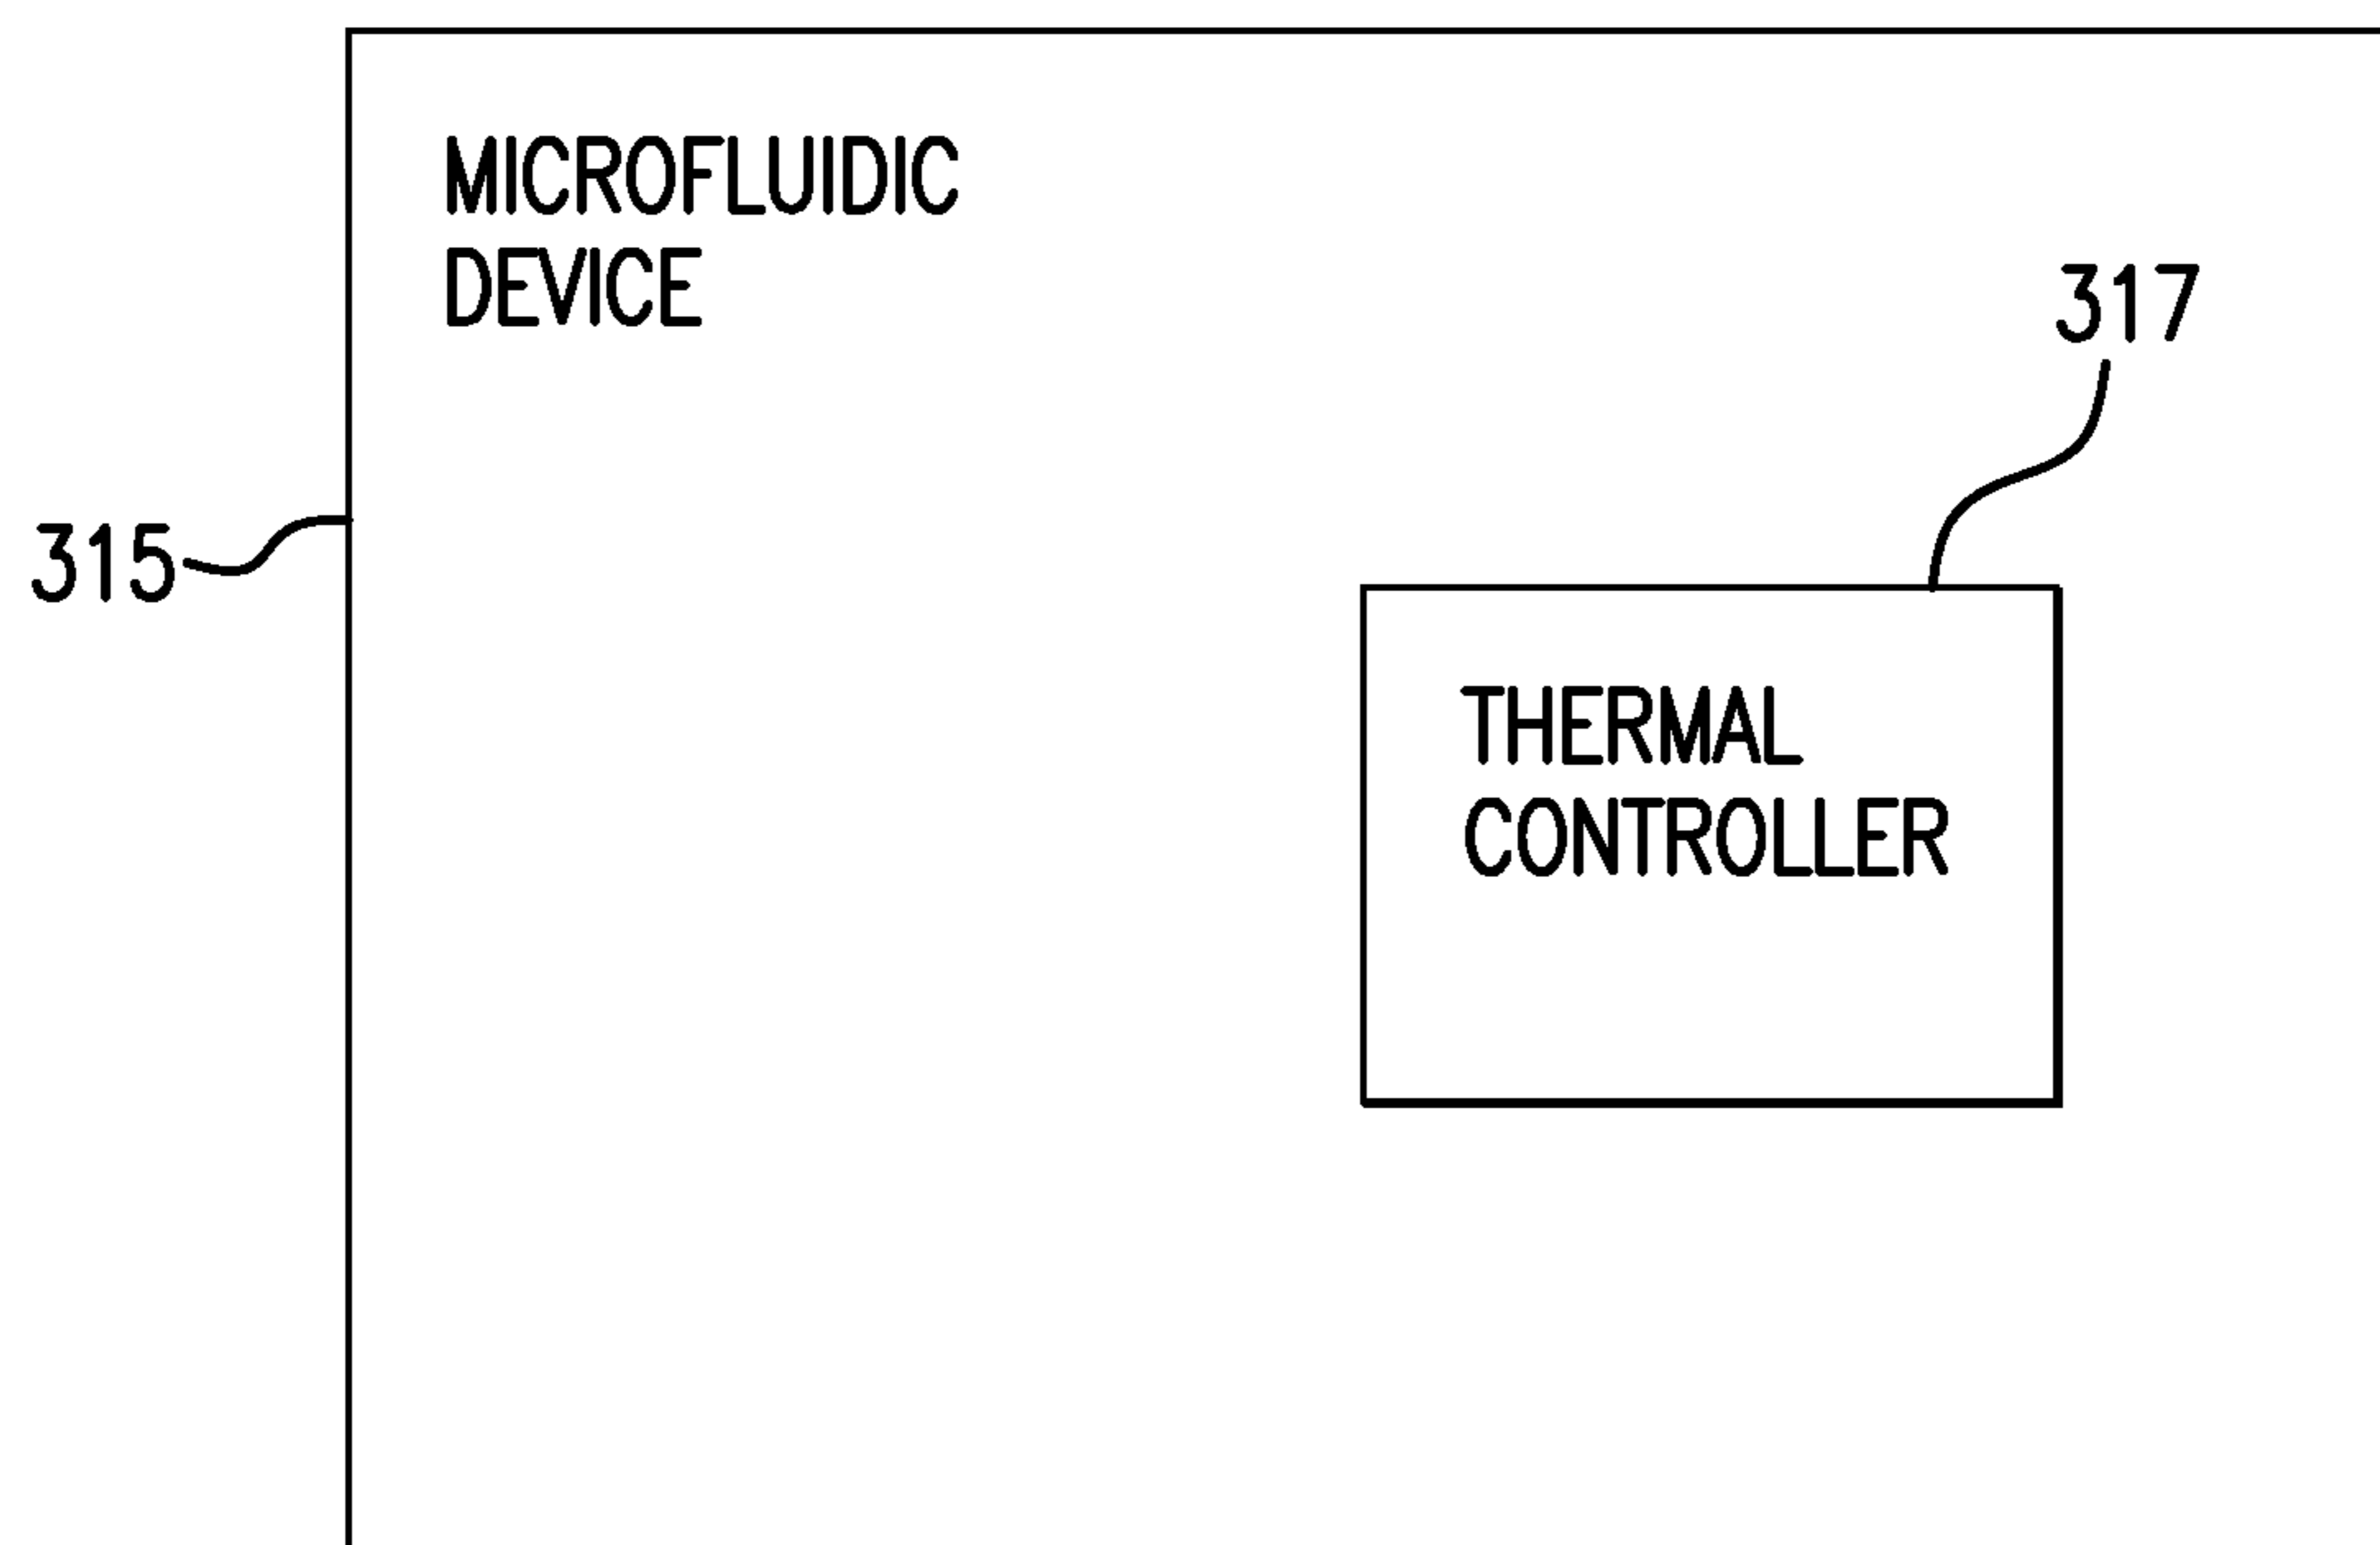 MICROFLUIDIC
DEVICE
317
315
THERMAL
CONTROLLER